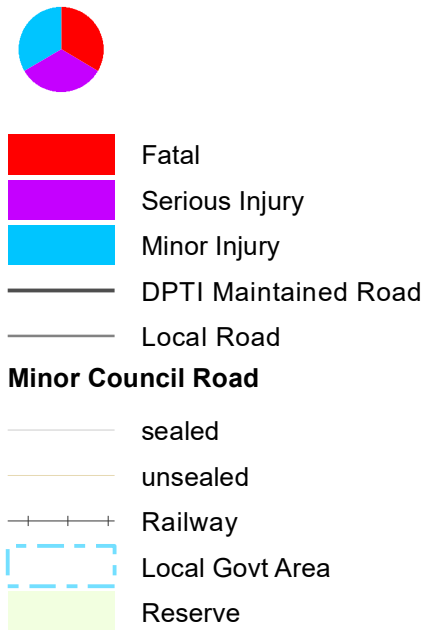 Fatal
Serious Injury
Minor Injury
DPTI Maintained Road
Local Road
Minor Council Road
sealed
unsealed
Railway
Local Govt Area
Reserve